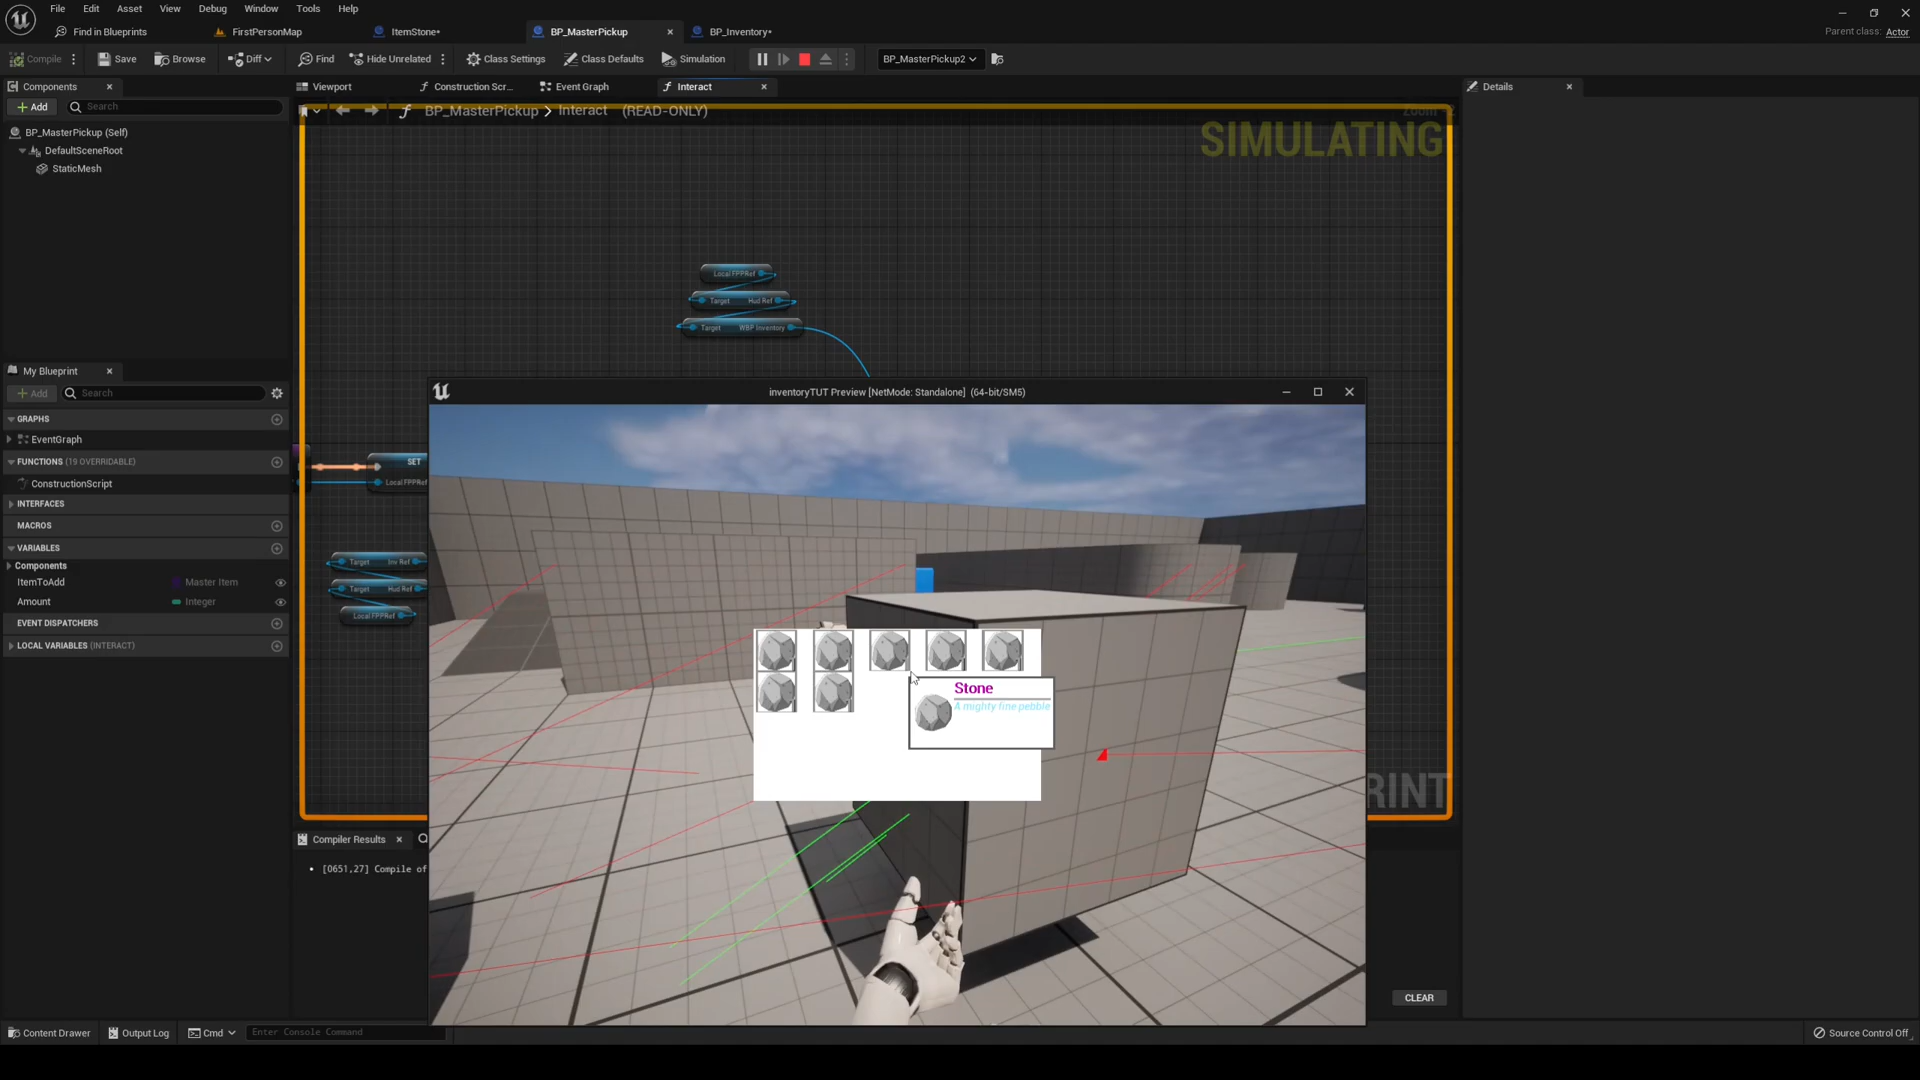 File Edit Asset View Debug Window Tools Help
Find in Blueprints FirstPersonMap ItemStone* BP_MasterPickup BP_Inventory* Parent class: Actor
Compile Save Browse Diff Find Hide Unrelated Class Settings Class Defaults Simulation BP_MasterPickup2
Components Viewport Construction Scr... Event Graph Interact Details
Add Search
BP_MasterPickup > Interact (READ-ONLY)
SIMULATING
BP_MasterPickup (Self)
DefaultSceneRoot
StaticMesh
Local FPPRef
Target Hud Ref
Target WBP Inventory
My Blueprint
Add Search
inventoryTUT Preview [NetMode: Standalone] (64-bit/SM5)
GRAPHS
EventGraph
FUNCTIONS (19 OVERRIDABLE)
ConstructionScript
INTERFACES
MACROS
VARIABLES
Components
ItemToAdd Master Item
Amount Integer
EVENT DISPATCHERS
LOCAL VARIABLES (INTERACT)
SET
Local FPPRef
Target Inv Ref
Target Hud Ref
Local FPPRef
Stone
A mighty fine pebble
RINT
Compiler Results
[0651,27] Compile of
CLEAR
Content Drawer Output Log Cmd Enter Console Command Source Control Off